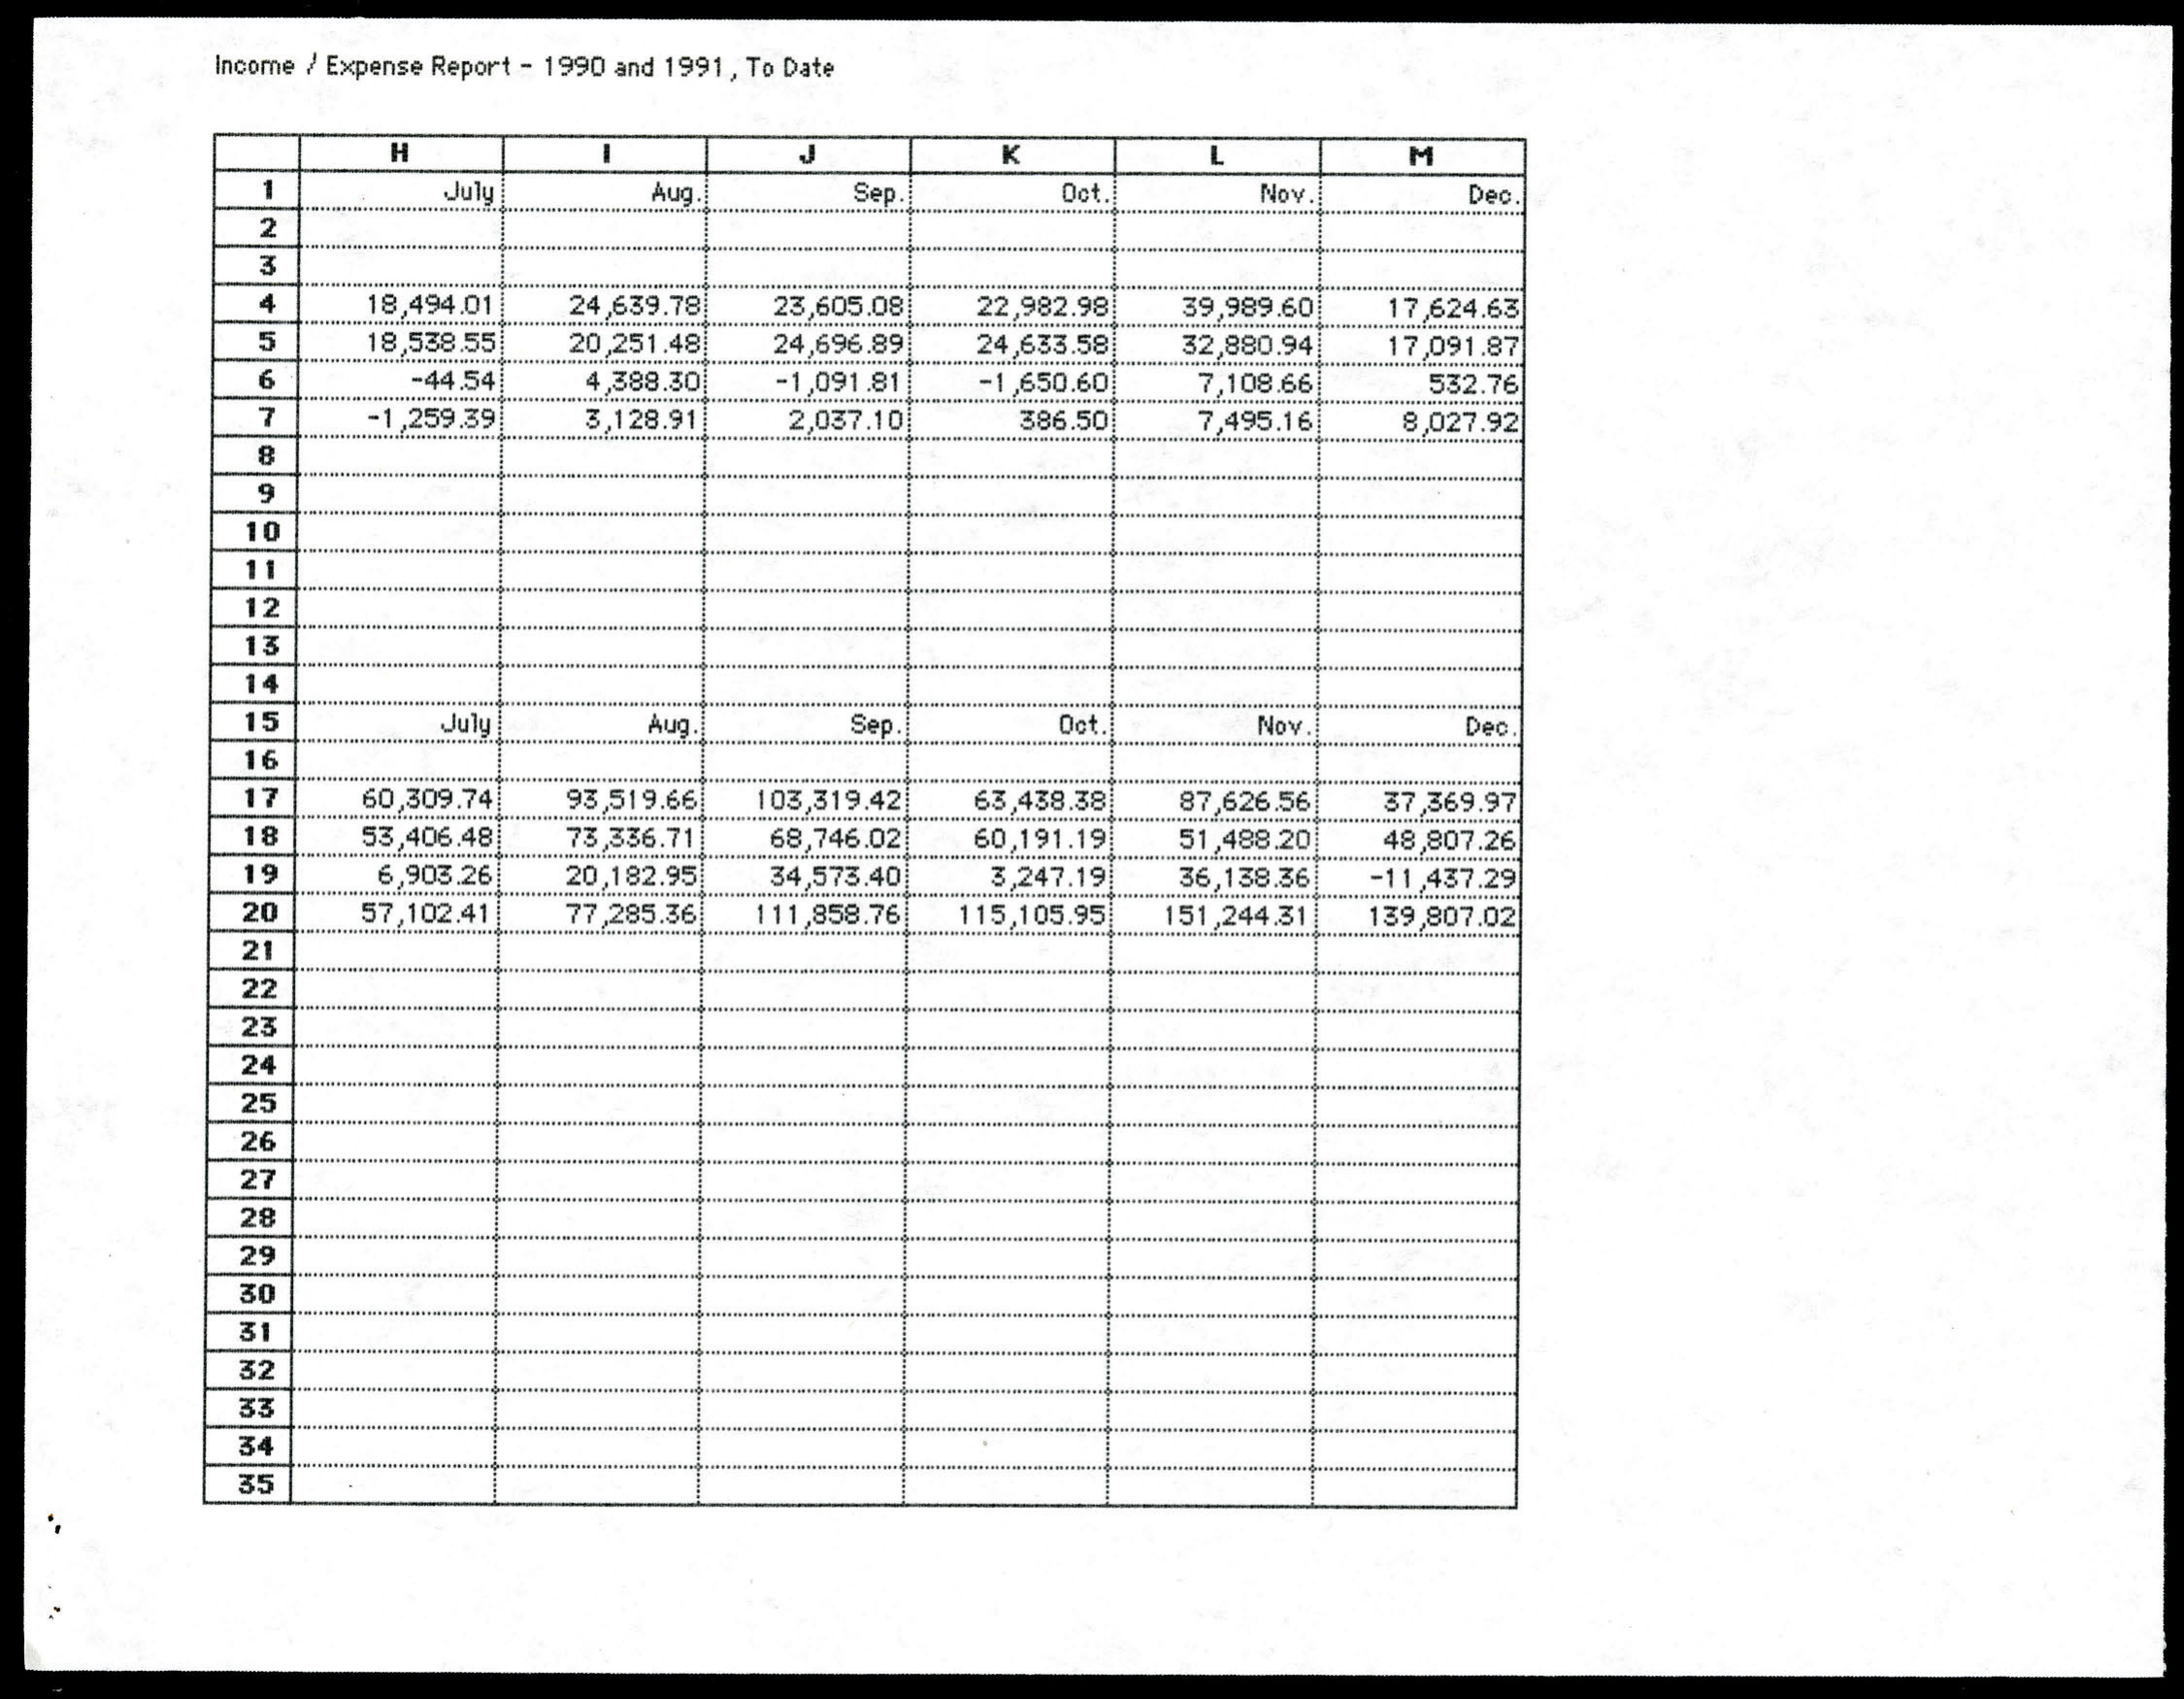 Income / Expense Report - 1990 and 1991, To Date
H I J K L M
1 July Aug. Sep. Oct. Nov. Dec.
2
3
4 18,494.01 24,639.78 23,605.08 22,982.98 39,989.60 17,624.63
5 18,538.55 20,251.48 24,696.89 24,633.58 32,880.94 17,091.87
6 -44.54 4,388.30 -1,091.81 -1,650.60 7,108.66 532.76
7 -1,259.39 3,128.91 2,037.10 386.50 7,495.16 8,027.92
8
9
10
11
12
13
14
15 July Aug. Sep. Oct. Nov. Dec.
16
17 60,309.74 93,519.66 103,319.42 63,438.38 87,626.56 37,369.97
18 53,406.48 73,336.71 68,746.02 60,191.19 51,488.20 48,807.26
19 6,903.26 20,182.95 34,573.40 3,247.19 36,138.36 -11,437.29
20 57,102.41 77,285.36 111,858.76 115,105.95 151,244.31 139,807.02
21
22
23
24
25
26
27
28
29
30
31
32
33
34
35